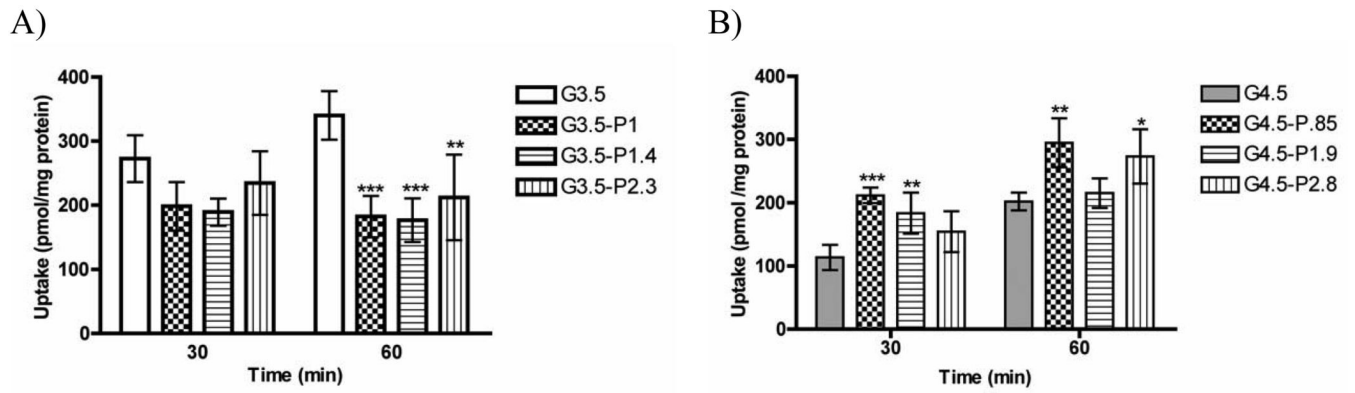 A)
Uptake (pmol/mg protein)
400
300
200
100
0
***
***
**
30
60
Time (min)
G3.5
G3.5-P1
G3.5-P1.4
G3.5-P2.3
B)
Uptake (pmol/mg protein)
400
300
200
100
0
***
**
**
*
30
60
Time (min)
G4.5
G4.5-P.85
G4.5-P1.9
G4.5-P2.8